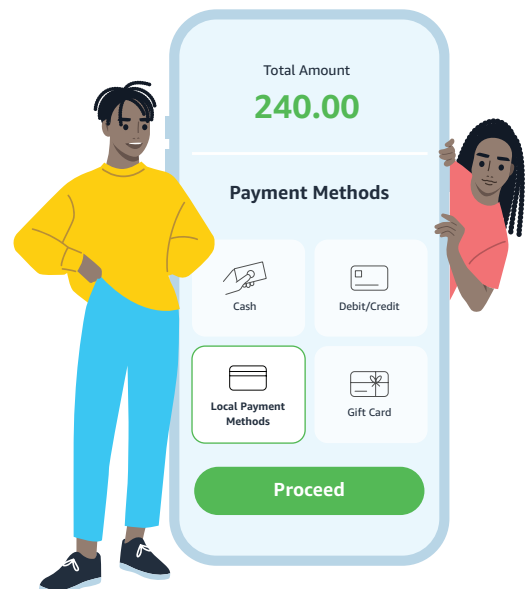 Total Amount
240.00
Payment Methods
Cash
Debit/Credit
Local Payment
Methods
Gift Card
Proceed